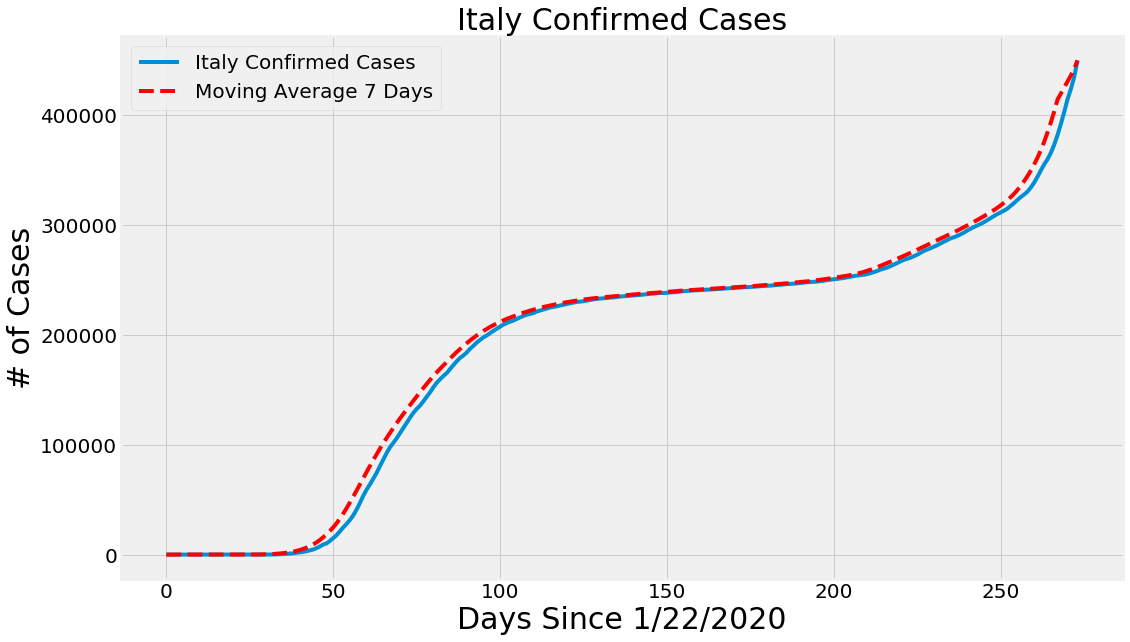 Italy Confirmed Cases
Italy Confirmed Cases
Moving Average 7 Days
400000
300000
200000
100000
0
# of Cases
0 50 100 150 200 250
Days Since 1/22/2020